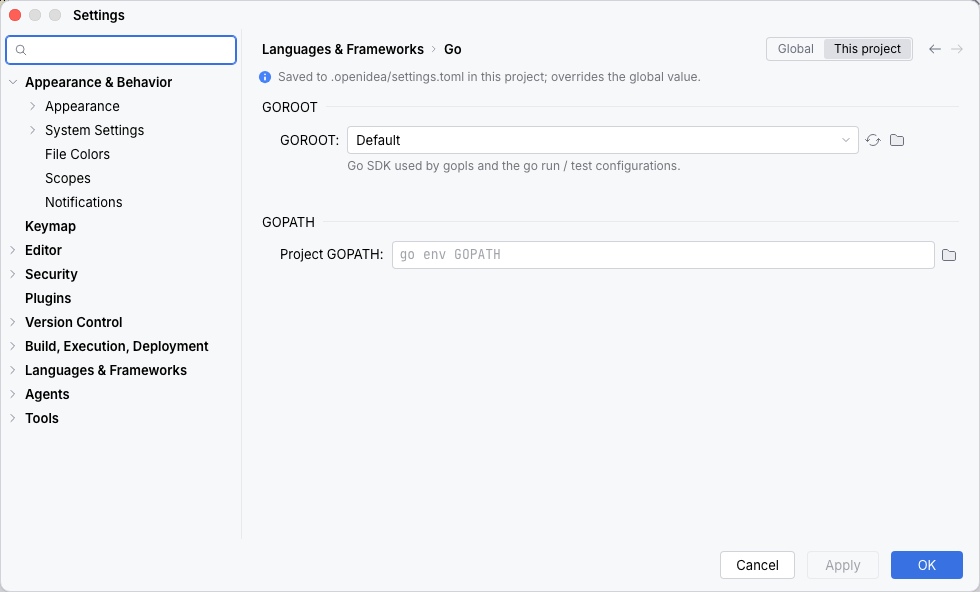 Settings
Appearance & Behavior
Appearance
System Settings
File Colors
Scopes
Notifications
Keymap
Editor
Security
Plugins
Version Control
Build, Execution, Deployment
Languages & Frameworks
Agents
Tools
Languages & Frameworks › Go
Global This project
Saved to .openidea/settings.toml in this project; overrides the global value.
GOROOT
GOROOT: Default
Go SDK used by gopls and the go run / test configurations.
GOPATH
Project GOPATH: go env GOPATH
Cancel Apply OK